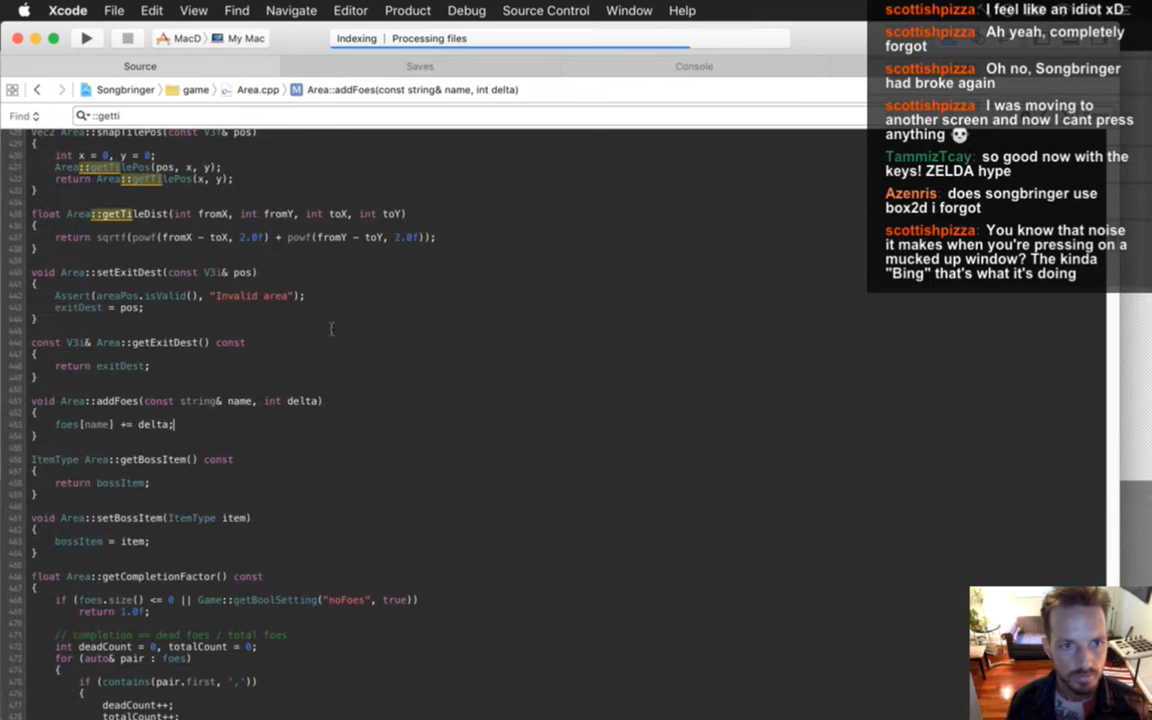 Xcode File Edit View Find Navigate Editor Product Debug Source Control Window Help
MacD My Mac
Indexing | Processing files
Source Saves Console
Songbringer game Area.cpp Area::addFoes(const string& name, int delta)
Find ::getti
Vec2 Area::snapTilePos(const V3f& pos)
{
int x = 0, y = 0;
Area::getTilePos(pos, x, y);
return Area::getTilePos(x, y);
}
float Area::getTileDist(int fromX, int fromY, int toX, int toY)
{
return sqrtf(powf(fromX - toX, 2.0f) + powf(fromY - toY, 2.0f));
}
void Area::setExitDest(const V3i& pos)
{
Assert(areaPos.isValid(), "Invalid area");
exitDest = pos;
}
const V3i& Area::getExitDest() const
{
return exitDest;
}
void Area::addFoes(const string& name, int delta)
{
foes[name] += delta;
}
ItemType Area::getBossItem() const
{
return bossItem;
}
void Area::setBossItem(ItemType item)
{
bossItem = item;
}
float Area::getCompletionFactor() const
{
if (foes.size() <= 0 || Game::getBoolSetting("noFoes", true))
return 1.0f;
// completion == dead foes / total foes
int deadCount = 0, totalCount = 0;
for (auto& pair : foes)
{
if (contains(pair.first, ','))
{
deadCount++;
totalCount++;
scottishpizza: I feel like an idiot xD
scottishpizza: Ah yeah, completely
forgot
scottishpizza: Oh no, Songbringer
had broke again
scottishpizza: I was moving to
another screen and now I cant press
anything 💀
TammizTcay: so good now with the
keys! ZELDA hype
Azenris: does songbringer use
box2d i forgot
scottishpizza: You know that noise
it makes when you're pressing on a
mucked up window? The kinda
"Bing" that's what it's doing